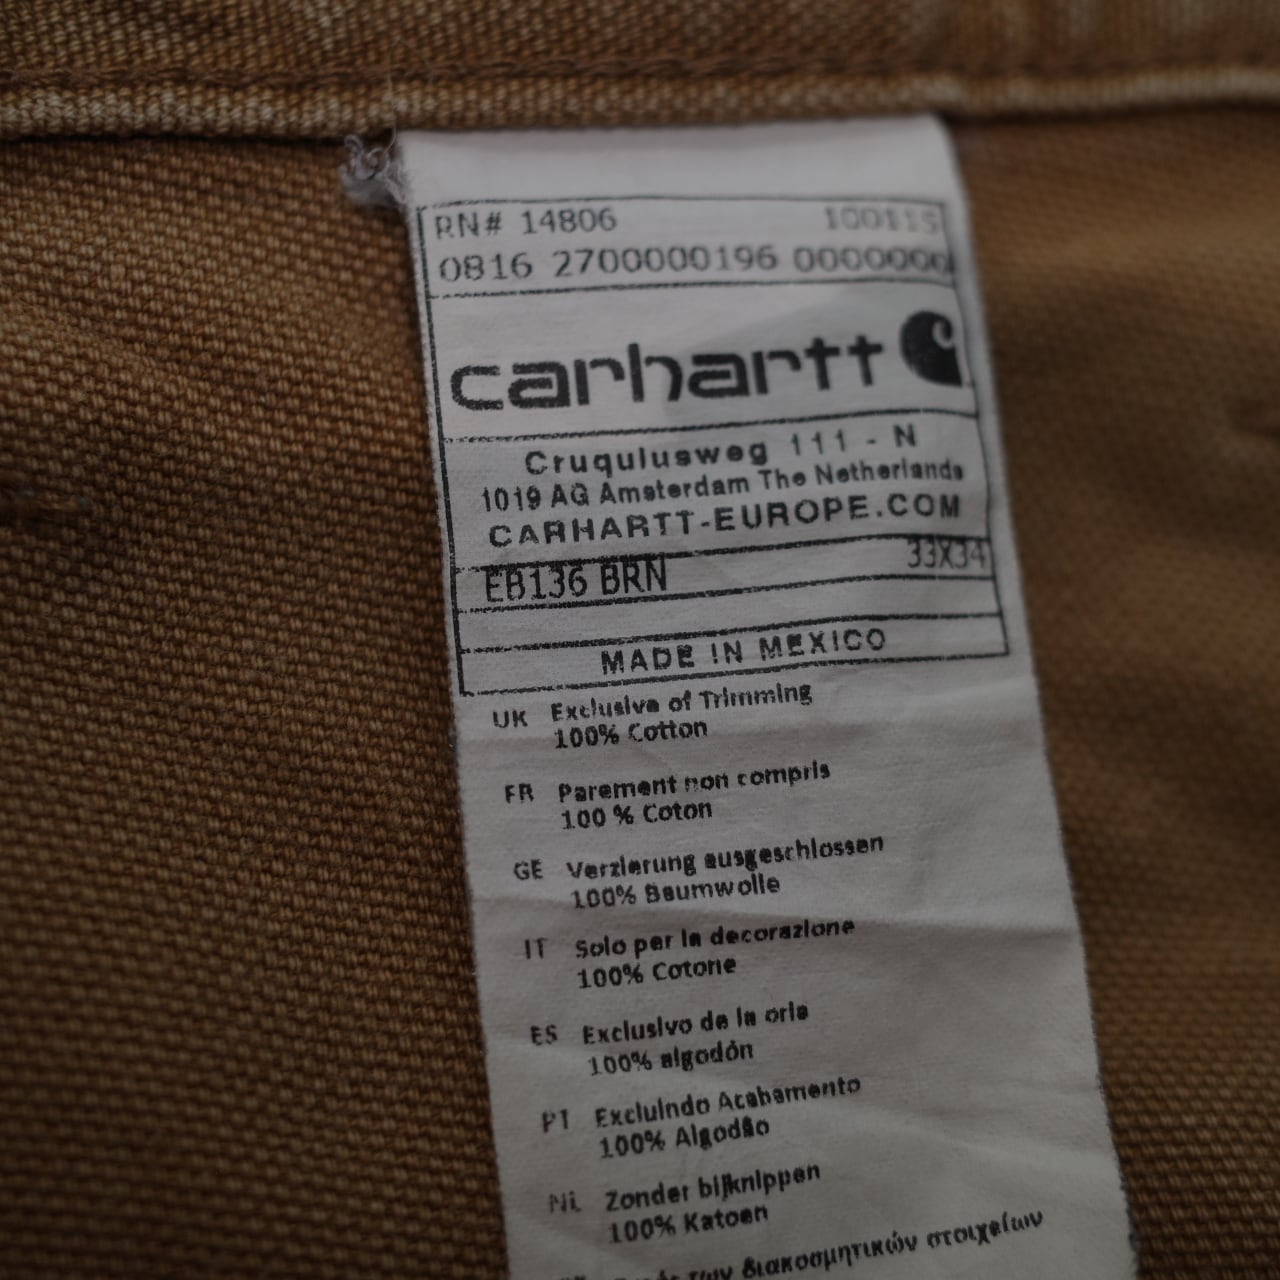 RN# 14806 100115
0816 2700000196 0000000
carhartt
Cruquiusweg 111 - N
1019 AG Amsterdam The Netherlands
CARHARTT-EUROPE.COM
EB136 BRN 33X34
MADE IN MEXICO
UK Exclusive of Trimming
100% Cotton
FR Parement non compris
100 % Coton
GE Verzierung ausgeschlossen
100% Baumwolle
IT Solo per la decorazione
100% Cotone
ES Exclusivo de la orla
100% algodón
PT Excluindo Acabamento
100% Algodão
NL Zonder bijknippen
100% Katoen
των διακοσμητικών στοιχείων